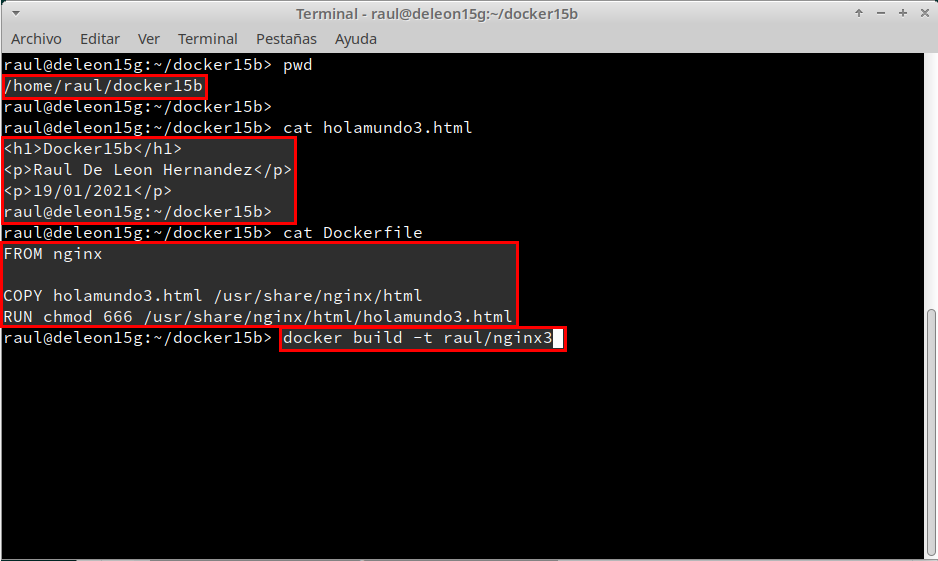 Terminal - raul@deleon15g:~/docker15b
Archivo Editar Ver Terminal Pestañas Ayuda
raul@deleon15g:~/docker15b> pwd
/home/raul/docker15b
raul@deleon15g:~/docker15b>
raul@deleon15g:~/docker15b> cat holamundo3.html
<h1>Docker15b</h1>
<p>Raul De Leon Hernandez</p>
<p>19/01/2021</p>
raul@deleon15g:~/docker15b>
raul@deleon15g:~/docker15b> cat Dockerfile
FROM nginx
COPY holamundo3.html /usr/share/nginx/html
RUN chmod 666 /usr/share/nginx/html/holamundo3.html
raul@deleon15g:~/docker15b> docker build -t raul/nginx3